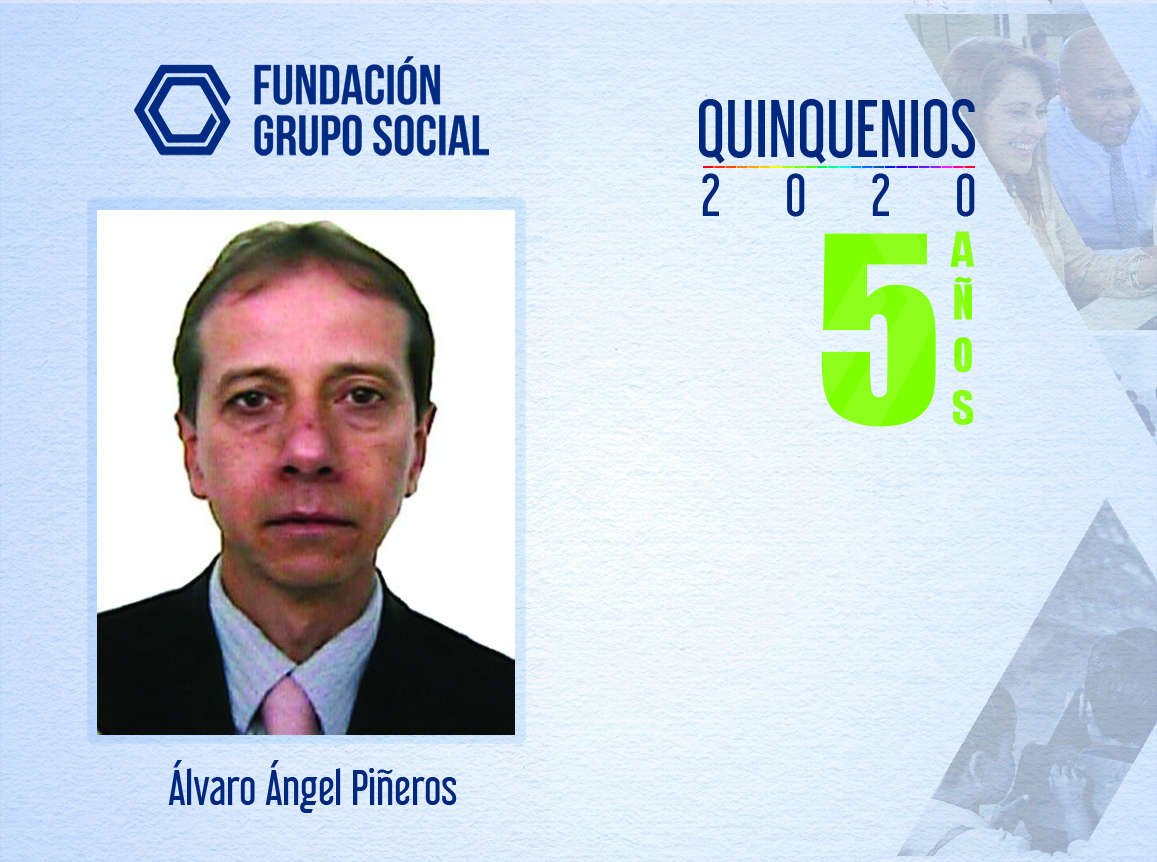 FUNDACIÓN
GRUPO SOCIAL
QUINQUENIOS
2020
5 AÑOS
Álvaro Ángel Piñeros